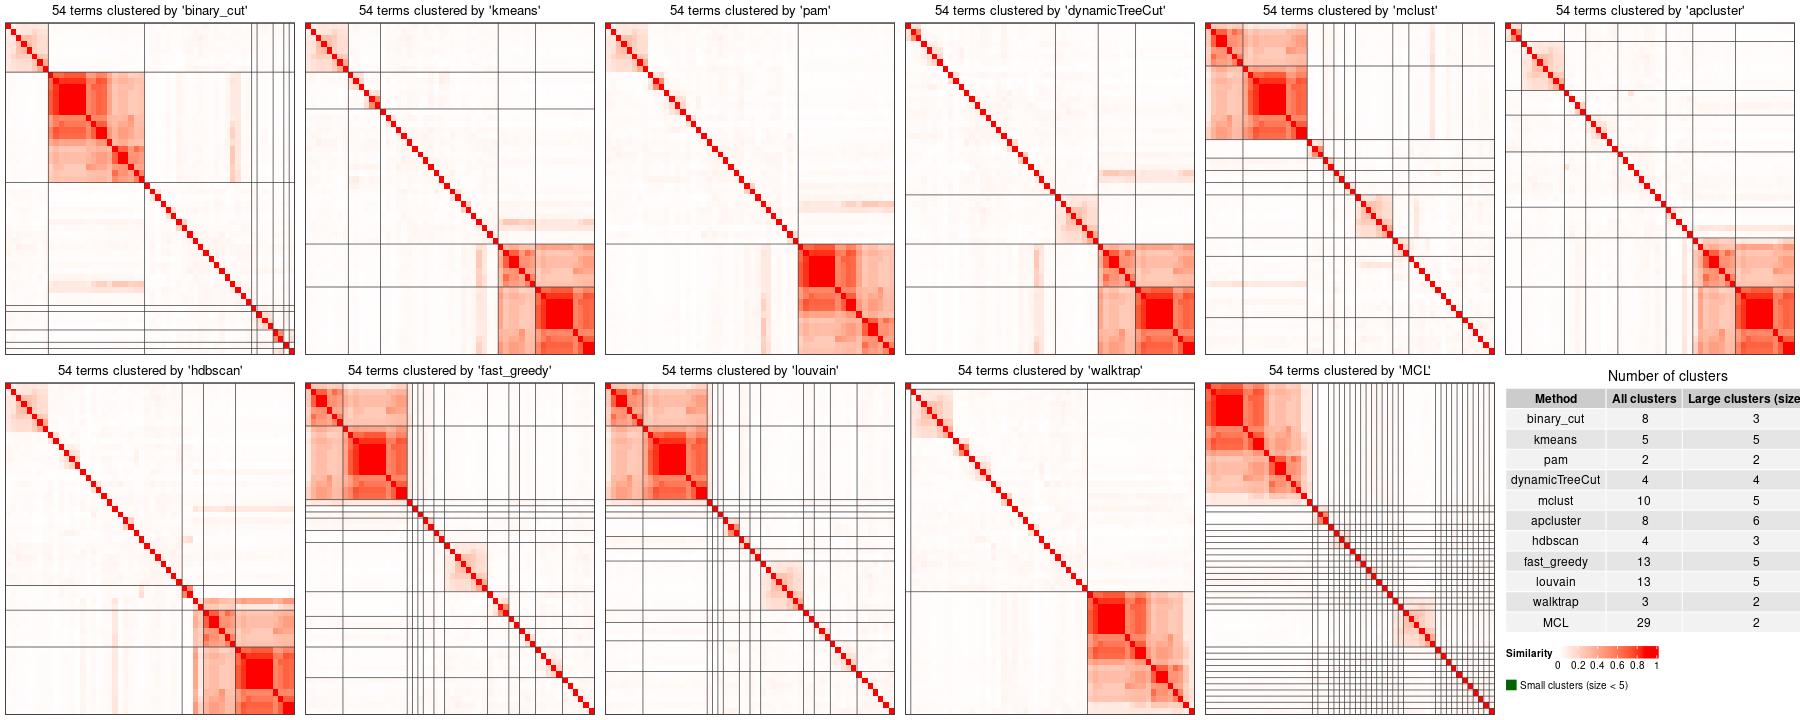 54 terms clustered by 'binary_cut'
54 terms clustered by 'kmeans'
54 terms clustered by 'pam'
54 terms clustered by 'dynamicTreeCut'
54 terms clustered by 'mclust'
54 terms clustered by 'apcluster'
54 terms clustered by 'hdbscan'
54 terms clustered by 'fast_greedy'
54 terms clustered by 'louvain'
54 terms clustered by 'walktrap'
54 terms clustered by 'MCL'
Number of clusters
Method All clusters Large clusters (size
binary_cut 8 3
kmeans 5 5
pam 2 2
dynamicTreeCut 4 4
mclust 10 5
apcluster 8 6
hdbscan 4 3
fast_greedy 13 5
louvain 13 5
walktrap 3 2
MCL 29 2
Similarity
0 0.2 0.4 0.6 0.8 1
Small clusters (size < 5)